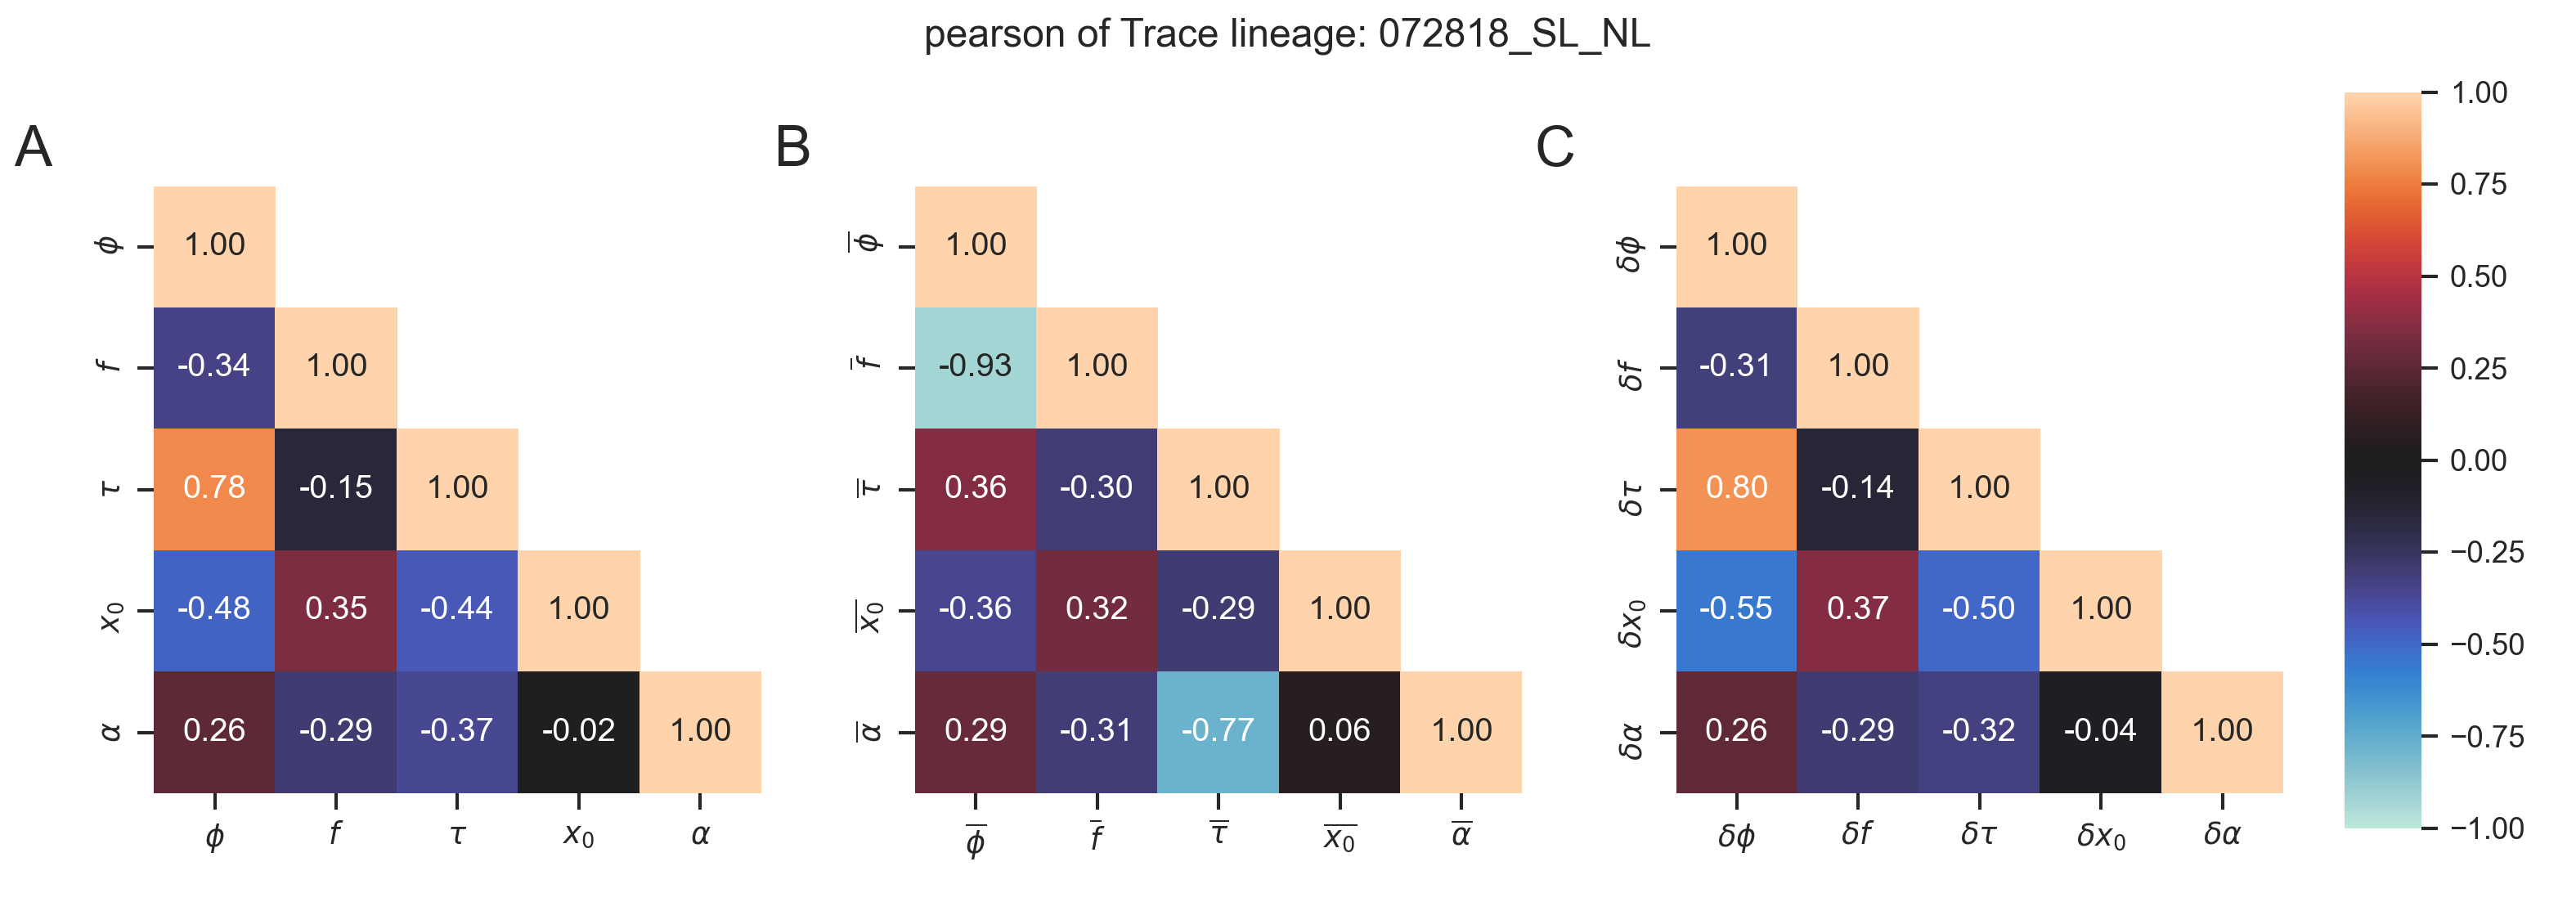 pearson of Trace lineage: 072818_SL_NL
A
ϕ 1.00
f -0.34 1.00
τ 0.78 -0.15 1.00
x₀ -0.48 0.35 -0.44 1.00
α 0.26 -0.29 -0.37 -0.02 1.00
ϕ f τ x₀ α
B
ϕ̅ 1.00
f̅ -0.93 1.00
τ̅ 0.36 -0.30 1.00
x̅₀̅ -0.36 0.32 -0.29 1.00
α̅ 0.29 -0.31 -0.77 0.06 1.00
ϕ̅ f̅ τ̅ x̅₀̅ α̅
C
δϕ 1.00
δf -0.31 1.00
δτ 0.80 -0.14 1.00
δx₀ -0.55 0.37 -0.50 1.00
δα 0.26 -0.29 -0.32 -0.04 1.00
δϕ δf δτ δx₀ δα
1.00
0.75
0.50
0.25
0.00
−0.25
−0.50
−0.75
−1.00